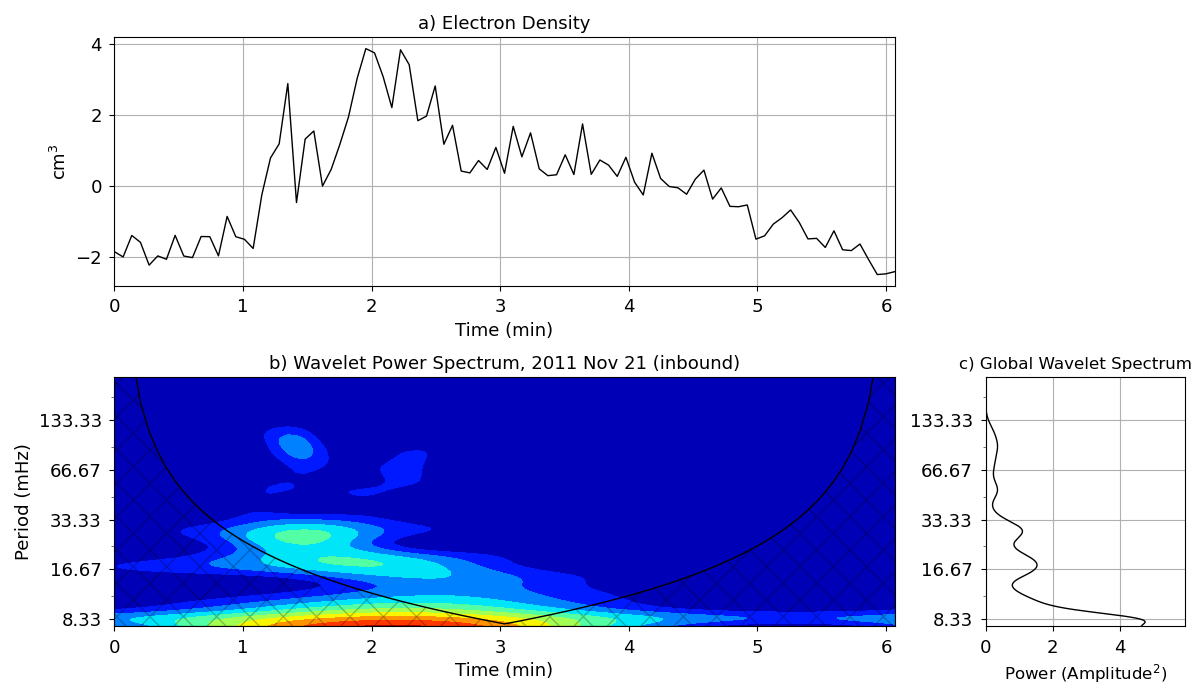 a) Electron Density
4
2
0
−2
cm³
0 1 2 3 4 5 6
Time (min)
b) Wavelet Power Spectrum, 2011 Nov 21 (inbound)
133.33
66.67
33.33
16.67
8.33
Period (mHz)
0 1 2 3 4 5 6
Time (min)
c) Global Wavelet Spectrum
133.33
66.67
33.33
16.67
8.33
0 2 4
Power (Amplitude²)